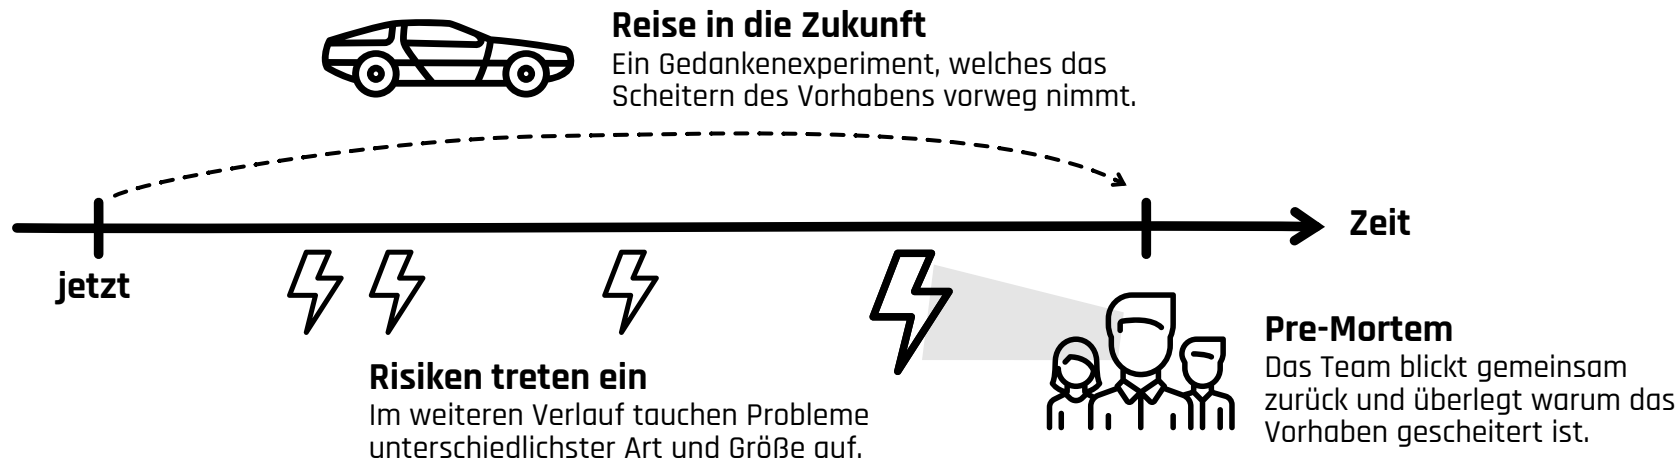 Reise in die Zukunft
Ein Gedankenexperiment, welches das
Scheitern des Vorhabens vorweg nimmt.
Zeit
jetzt
Risiken treten ein
Im weiteren Verlauf tauchen Probleme
unterschiedlichster Art und Größe auf.
Pre-Mortem
Das Team blickt gemeinsam
zurück und überlegt warum das
Vorhaben gescheitert ist.